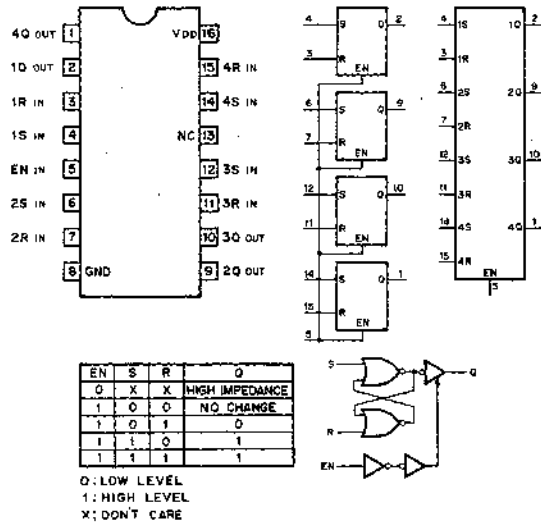 4Q OUT 1
1Q OUT 2
1R IN 3
1S IN 4
EN IN 5
2S IN 6
2R IN 7
8 GND
VDD 16
15 4R IN
14 4S IN
NC 13
12 3S IN
11 3R IN
10 3Q OUT
9 2Q OUT
4 S Q 2
3 R
EN
6 S Q 9
7 R
EN
12 S Q 10
11 R
EN
14 S Q 1
15 R
5 EN
4 1S 1Q 2
3 1R
6 2S 2Q 9
7 2R
12 3S 3Q 10
11 3R
14 4S 4Q 1
15 4R
EN
5
EN S R Q
0 X X HIGH IMPEDANCE
1 0 0 NO CHANGE
1 0 1 0
1 1 0 1
1 1 1 1
0; LOW LEVEL
1; HIGH LEVEL
X; DON'T CARE
S
Q
R
EN